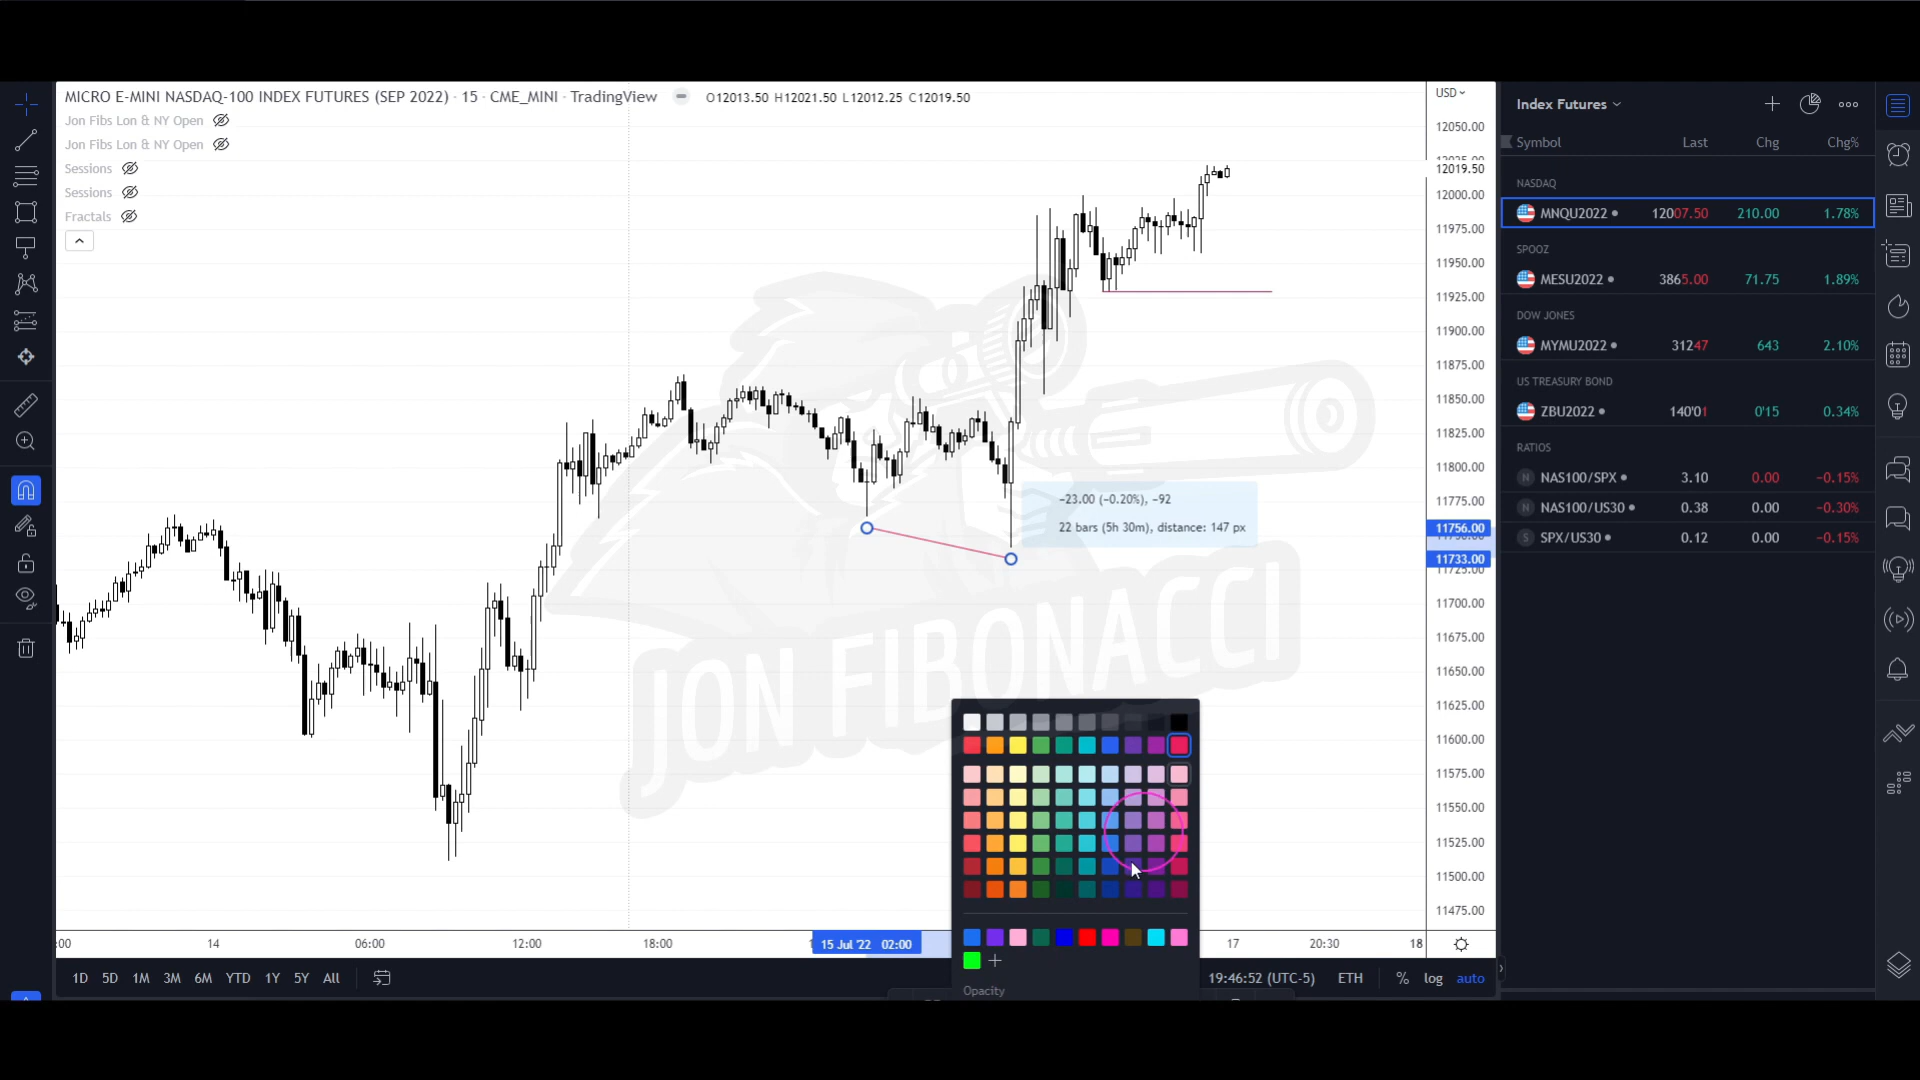 MICRO E-MINI NASDAQ-100 INDEX FUTURES (SEP 2022) · 15 · CME_MINI · TradingView O12013.50 H12021.50 L12012.25 C12019.50
Jon Fibs Lon & NY Open
Jon Fibs Lon & NY Open
Sessions
Sessions
Fractals
USD
12050.00
12019.50
12000.00
11975.00
11950.00
11925.00
11900.00
11875.00
11850.00
11825.00
11800.00
11775.00
11756.00
11733.00
11725.00
11700.00
11675.00
11650.00
11625.00
11600.00
11575.00
11550.00
11525.00
11500.00
11475.00
−23.00 (−0.20%), −92
22 bars (5h 30m), distance: 147 px
JON FIBONACCI
Opacity
:00 14 06:00 12:00 18:00 15 Jul '22 02:00 17 20:30 18
1D 5D 1M 3M 6M YTD 1Y 5Y All 19:46:52 (UTC-5) ETH % log auto
Index Futures
Symbol Last Chg Chg%
NASDAQ
MNQU2022 12007.50 210.00 1.78%
SPOOZ
MESU2022 3865.00 71.75 1.89%
DOW JONES
MYMU2022 31247 643 2.10%
US TREASURY BOND
ZBU2022 140'01 0'15 0.34%
RATIOS
N NAS100/SPX 3.10 0.00 −0.15%
N NAS100/US30 0.38 0.00 −0.30%
S SPX/US30 0.12 0.00 −0.15%